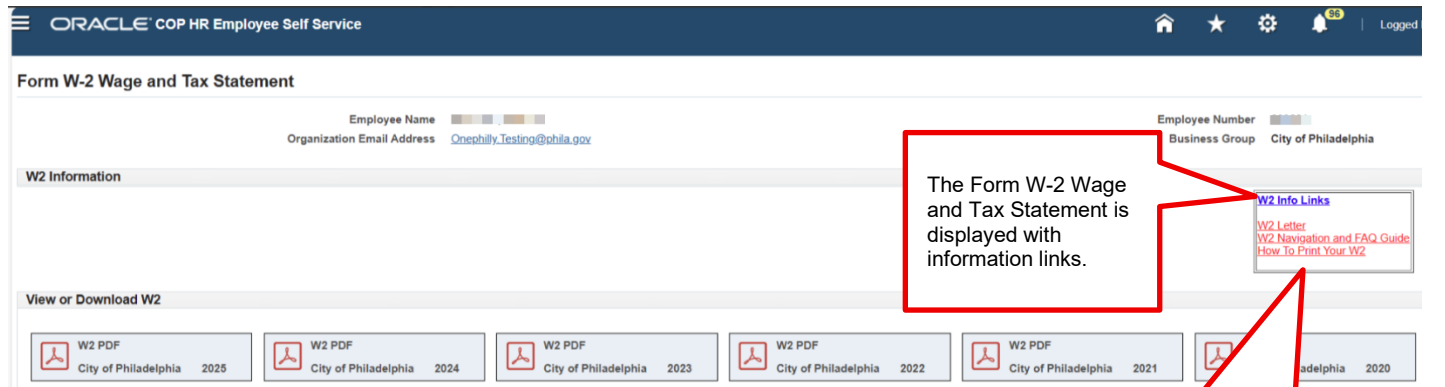 ORACLE COP HR Employee Self Service
96
Logged
Form W-2 Wage and Tax Statement
Employee Name
Employee Number
Organization Email Address Onephilly.Testing@phila.gov
Business Group City of Philadelphia
W2 Information
The Form W-2 Wage
and Tax Statement is
displayed with
information links.
W2 Info Links
W2 Letter
W2 Navigation and FAQ Guide
How To Print Your W2
View or Download W2
W2 PDF
City of Philadelphia 2025
W2 PDF
City of Philadelphia 2024
W2 PDF
City of Philadelphia 2023
W2 PDF
City of Philadelphia 2022
W2 PDF
City of Philadelphia 2021
adelphia 2020